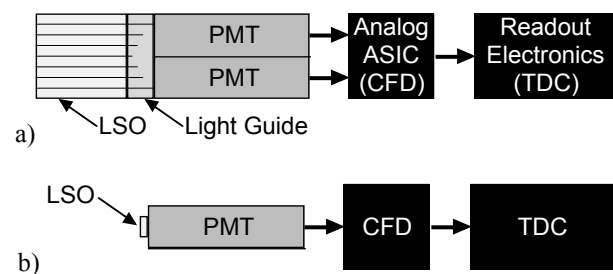 PMT
PMT
Analog
ASIC
(CFD)
Readout
Electronics
(TDC)
LSO
Light Guide
a)
LSO
PMT
CFD
TDC
b)